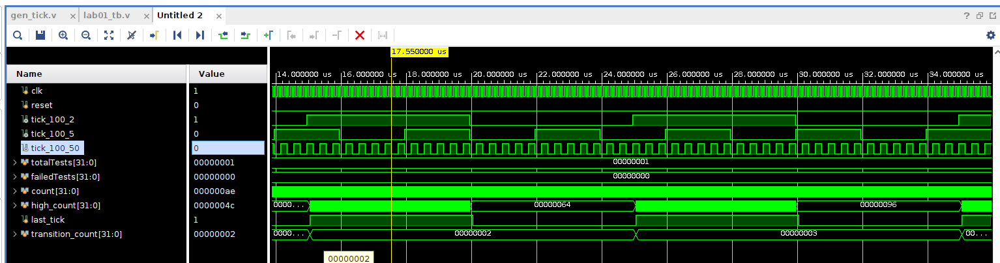 gen_tick.v × lab01_tb.v × Untitled 2 ×
?
17.550000 us
Name Value
14.000000 us 16.000000 us 18.000000 us 20.000000 us 22.000000 us 24.000000 us 26.000000 us 28.000000 us 30.000000 us 32.000000 us 34.000000 us
clk 1
reset 0
tick_100_2 1
tick_100_5 0
tick_100_50 0
totalTests[31:0] 00000001 00000001
failedTests[31:0] 00000000 00000000
count[31:0] 000000ae
high_count[31:0] 0000004c 0000... 00000064 00000096
last_tick 1
transition_count[31:0] 00000002 0000... 00000002 00000003 00...
00000002